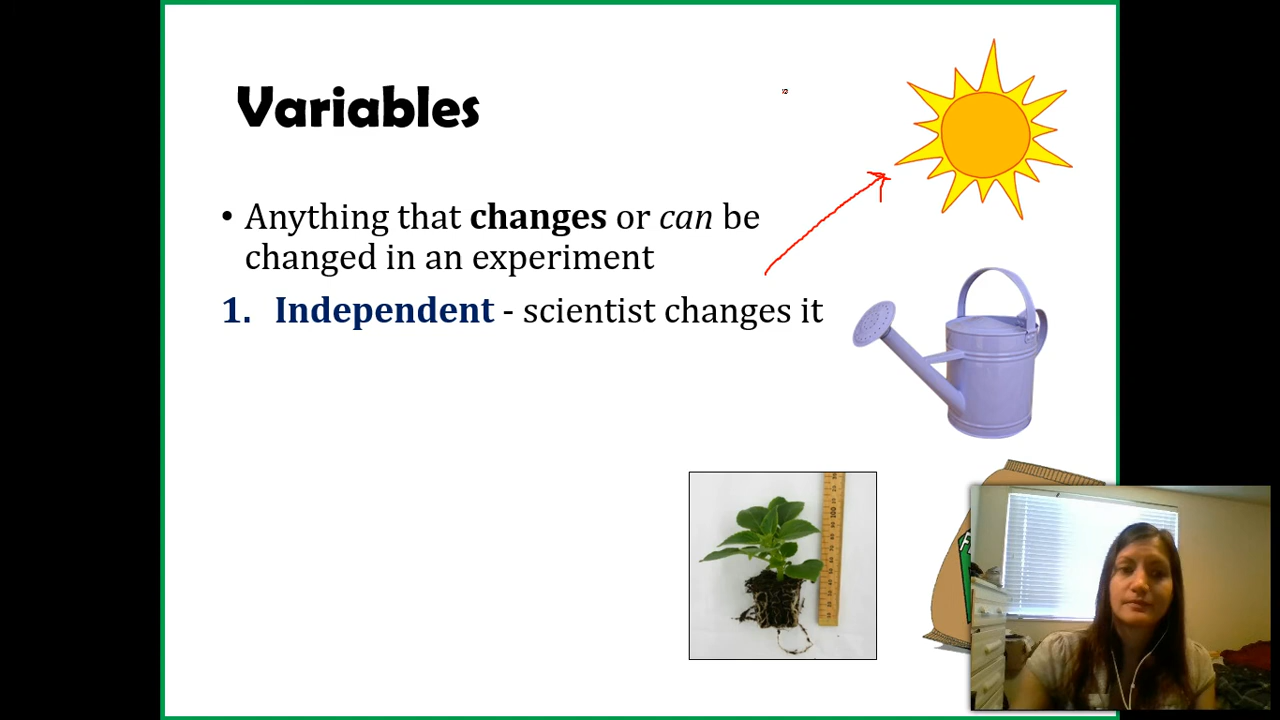 Variables
• Anything that changes or can be
changed in an experiment
1. Independent - scientist changes it